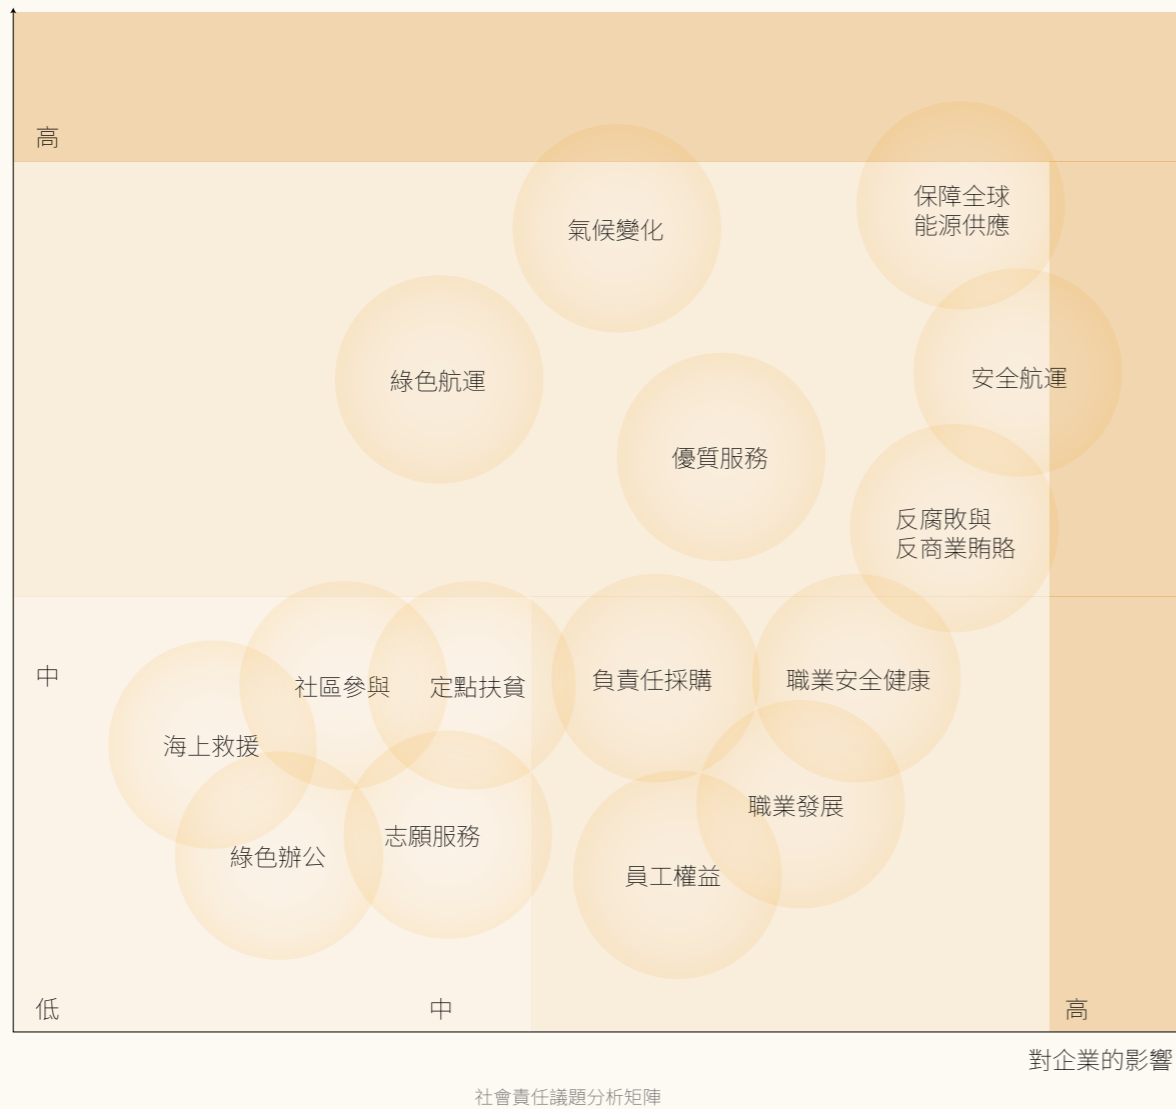 高
保障全球
能源供應
氣候變化
安全航運
綠色航運
優質服務
反腐敗與
反商業賄賂
中
社區參與
定點扶貧
負責任採購
職業安全健康
海上救援
職業發展
志願服務
綠色辦公
員工權益
低
中
高
對企業的影響
社會責任議題分析矩陣